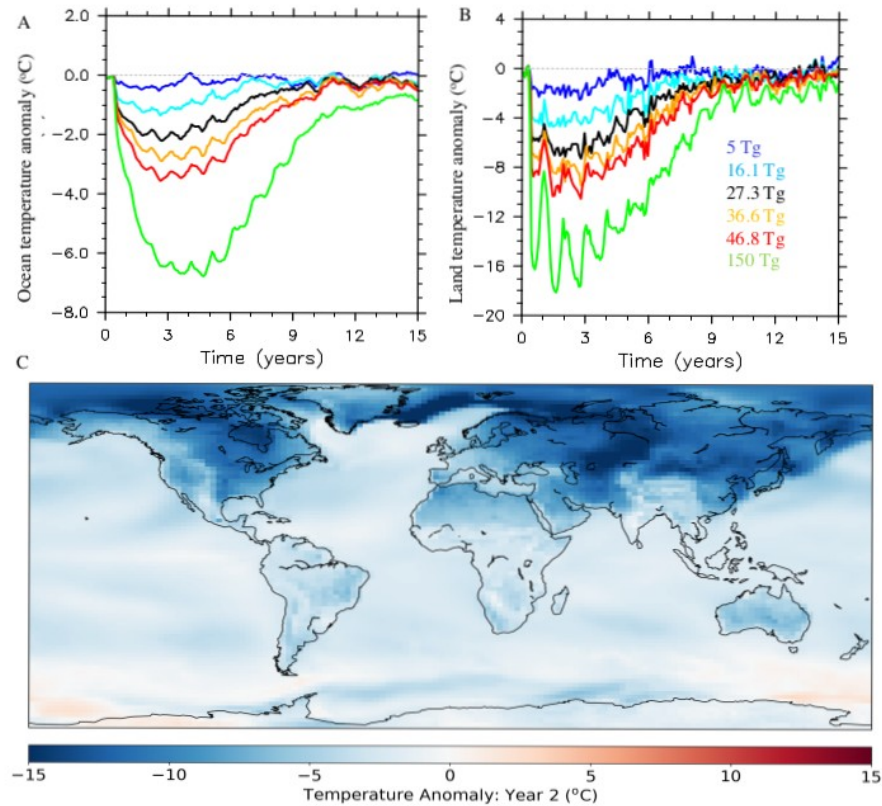 A
Ocean temperature anomaly (°C)
2.0
0.0
−2.0
−4.0
−6.0
−8.0
0 3 6 9 12 15
Time (years)
B
Land temperature anomaly (°C)
4
0
−4
−8
−12
−16
−20
5 Tg
16.1 Tg
27.3 Tg
36.6 Tg
46.8 Tg
150 Tg
0 3 6 9 12 15
Time (years)
C
−15 −10 −5 0 5 10 15
Temperature Anomaly: Year 2 (°C)